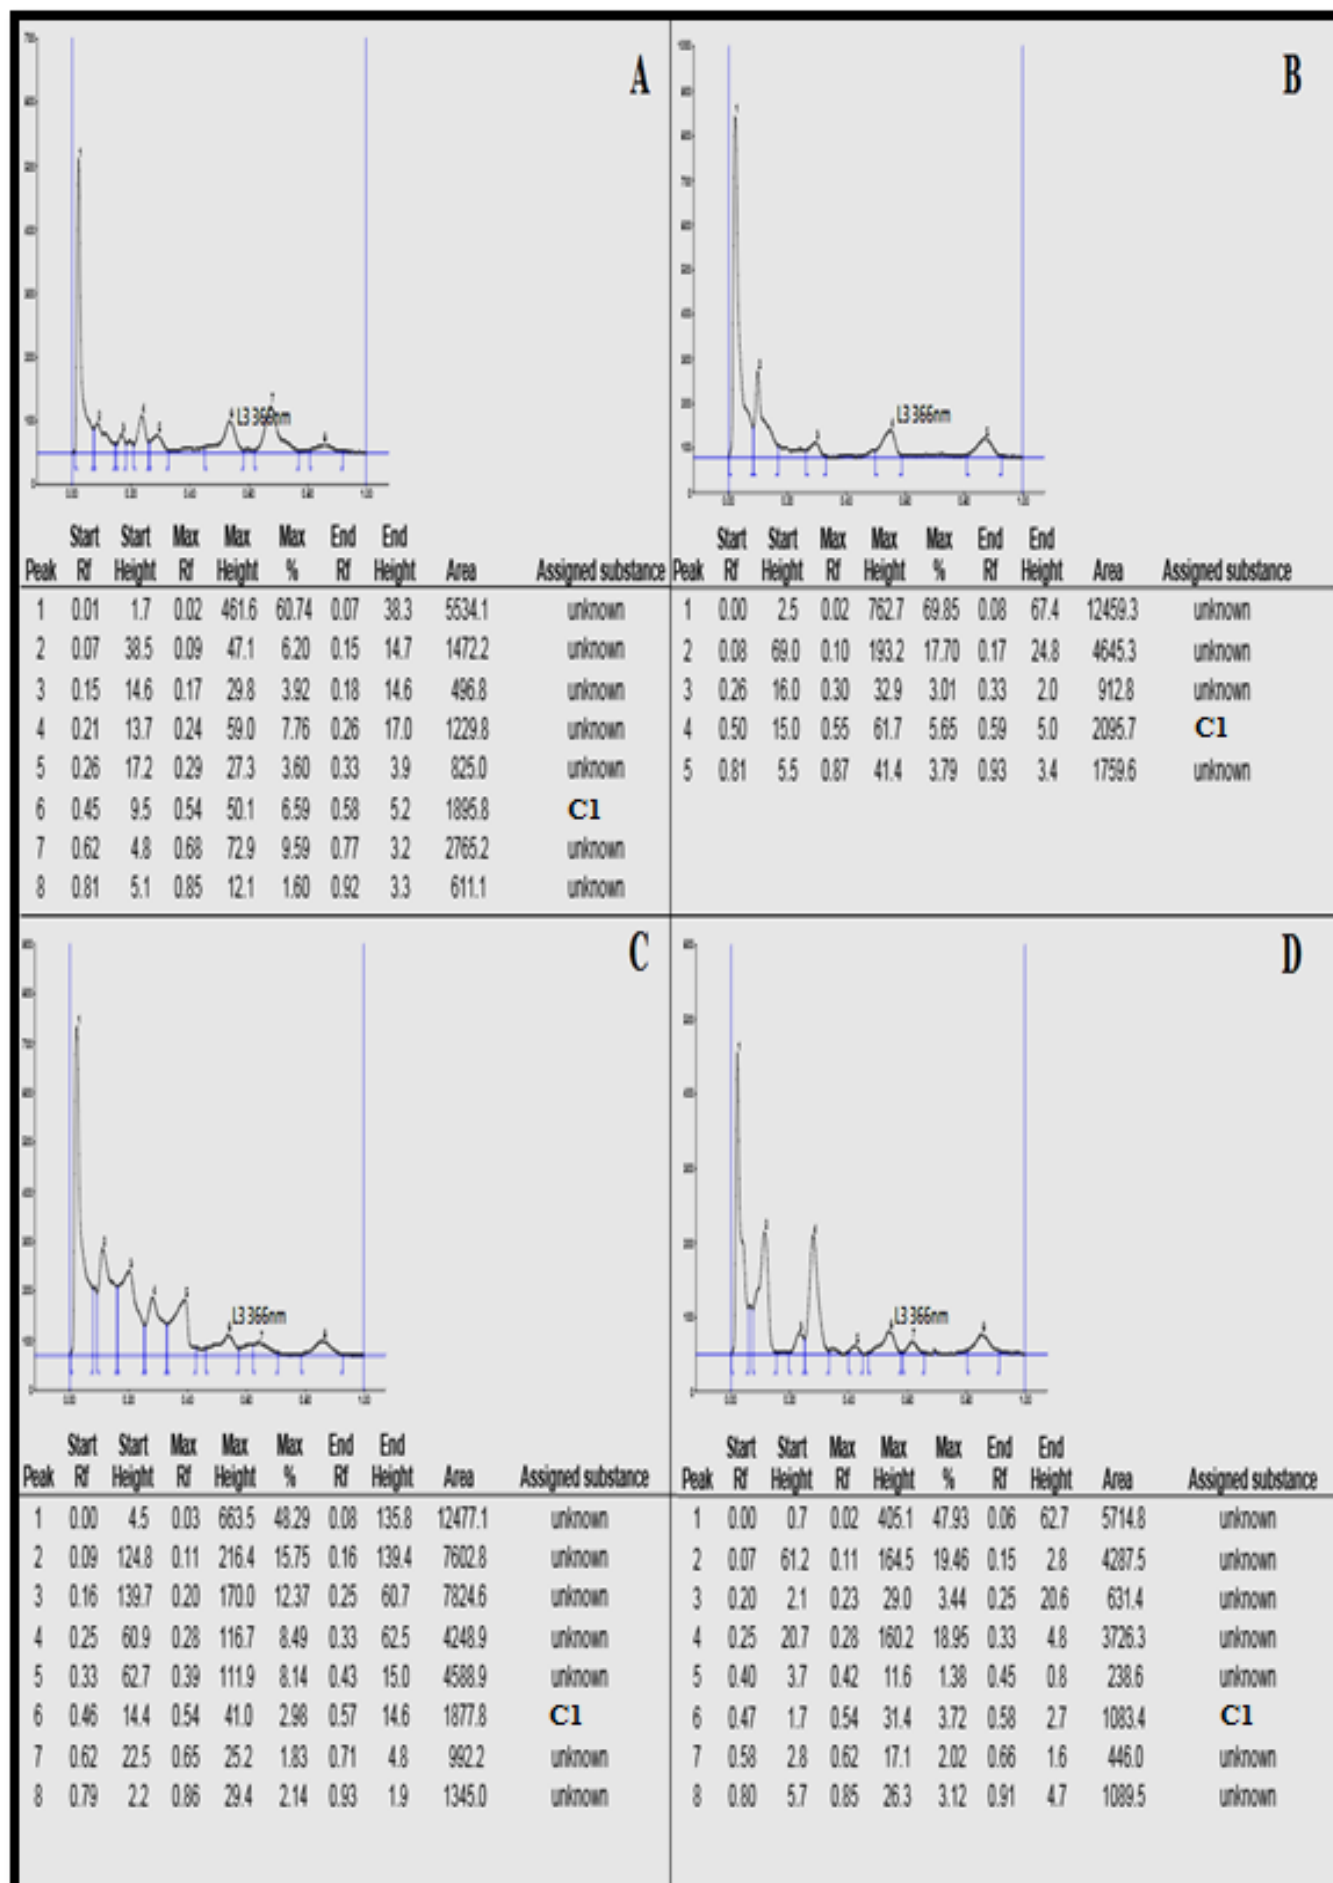 A
L3 366nm
Start Start Max Max Max End End
Peak Rf Height Rf Height % Rf Height Area Assigned substance
1 0.01 1.7 0.02 461.6 60.74 0.07 38.3 5534.1 unknown
2 0.07 38.5 0.09 47.1 6.20 0.15 14.7 1472.2 unknown
3 0.15 14.6 0.17 29.8 3.92 0.18 14.6 496.8 unknown
4 0.21 13.7 0.24 59.0 7.76 0.26 17.0 1229.8 unknown
5 0.26 17.2 0.29 27.3 3.60 0.33 3.9 825.0 unknown
6 0.45 9.5 0.54 50.1 6.59 0.58 5.2 1895.8 C1
7 0.62 4.8 0.68 72.9 9.59 0.77 3.2 2765.2 unknown
8 0.81 5.1 0.85 12.1 1.60 0.92 3.3 611.1 unknown
B
L3 366nm
Start Start Max Max Max End End
Peak Rf Height Rf Height % Rf Height Area Assigned substance
1 0.00 2.5 0.02 762.7 69.85 0.08 67.4 12459.3 unknown
2 0.08 69.0 0.10 193.2 17.70 0.17 24.8 4645.3 unknown
3 0.26 16.0 0.30 32.9 3.01 0.33 2.0 912.8 unknown
4 0.50 15.0 0.55 61.7 5.65 0.59 5.0 2095.7 C1
5 0.81 5.5 0.87 41.4 3.79 0.93 3.4 1759.6 unknown
C
L3 366nm
Start Start Max Max Max End End
Peak Rf Height Rf Height % Rf Height Area Assigned substance
1 0.00 4.5 0.03 663.5 48.29 0.08 135.8 12477.1 unknown
2 0.09 124.8 0.11 216.4 15.75 0.16 139.4 7602.8 unknown
3 0.16 139.7 0.20 170.0 12.37 0.25 60.7 7824.6 unknown
4 0.25 60.9 0.28 116.7 8.49 0.33 62.5 4248.9 unknown
5 0.33 62.7 0.39 111.9 8.14 0.43 15.0 4588.9 unknown
6 0.46 14.4 0.54 41.0 2.98 0.57 14.6 1877.8 C1
7 0.62 22.5 0.65 25.2 1.83 0.71 4.8 992.2 unknown
8 0.79 2.2 0.86 29.4 2.14 0.93 1.9 1345.0 unknown
D
L3 366nm
Start Start Max Max Max End End
Peak Rf Height Rf Height % Rf Height Area Assigned substance
1 0.00 0.7 0.02 405.1 47.93 0.06 62.7 5714.8 unknown
2 0.07 61.2 0.11 164.5 19.46 0.15 2.8 4287.5 unknown
3 0.20 2.1 0.23 29.0 3.44 0.25 20.6 631.4 unknown
4 0.25 20.7 0.28 160.2 18.95 0.33 4.8 3726.3 unknown
5 0.40 3.7 0.42 11.6 1.38 0.45 0.8 238.6 unknown
6 0.47 1.7 0.54 31.4 3.72 0.58 2.7 1083.4 C1
7 0.58 2.8 0.62 17.1 2.02 0.66 1.6 446.0 unknown
8 0.80 5.7 0.85 26.3 3.12 0.91 4.7 1089.5 unknown